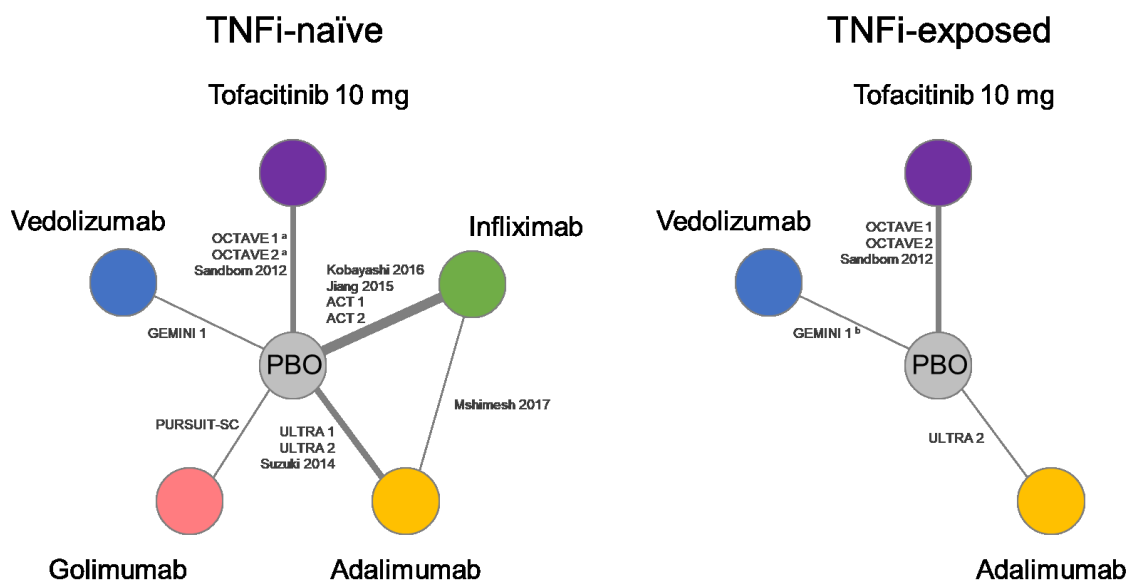 TNFi-naïve
Tofacitinib 10 mg
Vedolizumab
Infliximab
OCTAVE 1 a
OCTAVE 2 a
Sandborn 2012
Kobayashi 2016
Jiang 2015
ACT 1
ACT 2
GEMINI 1
PBO
Mshimesh 2017
PURSUIT-SC
ULTRA 1
ULTRA 2
Suzuki 2014
Golimumab
Adalimumab
TNFi-exposed
Tofacitinib 10 mg
Vedolizumab
OCTAVE 1
OCTAVE 2
Sandborn 2012
GEMINI 1 b
PBO
ULTRA 2
Adalimumab